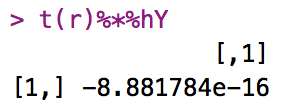 > t(r)%*%hY
[,1]
[1,] -8.881784e-16